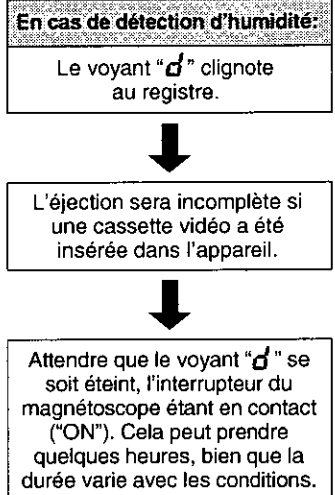 En cas de détection d'humidité:
Le voyant “d” clignote
au registre.
L'éjection sera incomplète si
une cassette vidéo a été
insérée dans l'appareil.
Attendre que le voyant “d” se
soit éteint, l'interrupteur du
magnétoscope étant en contact
(“ON”). Cela peut prendre
quelques heures, bien que la
durée varie avec les conditions.